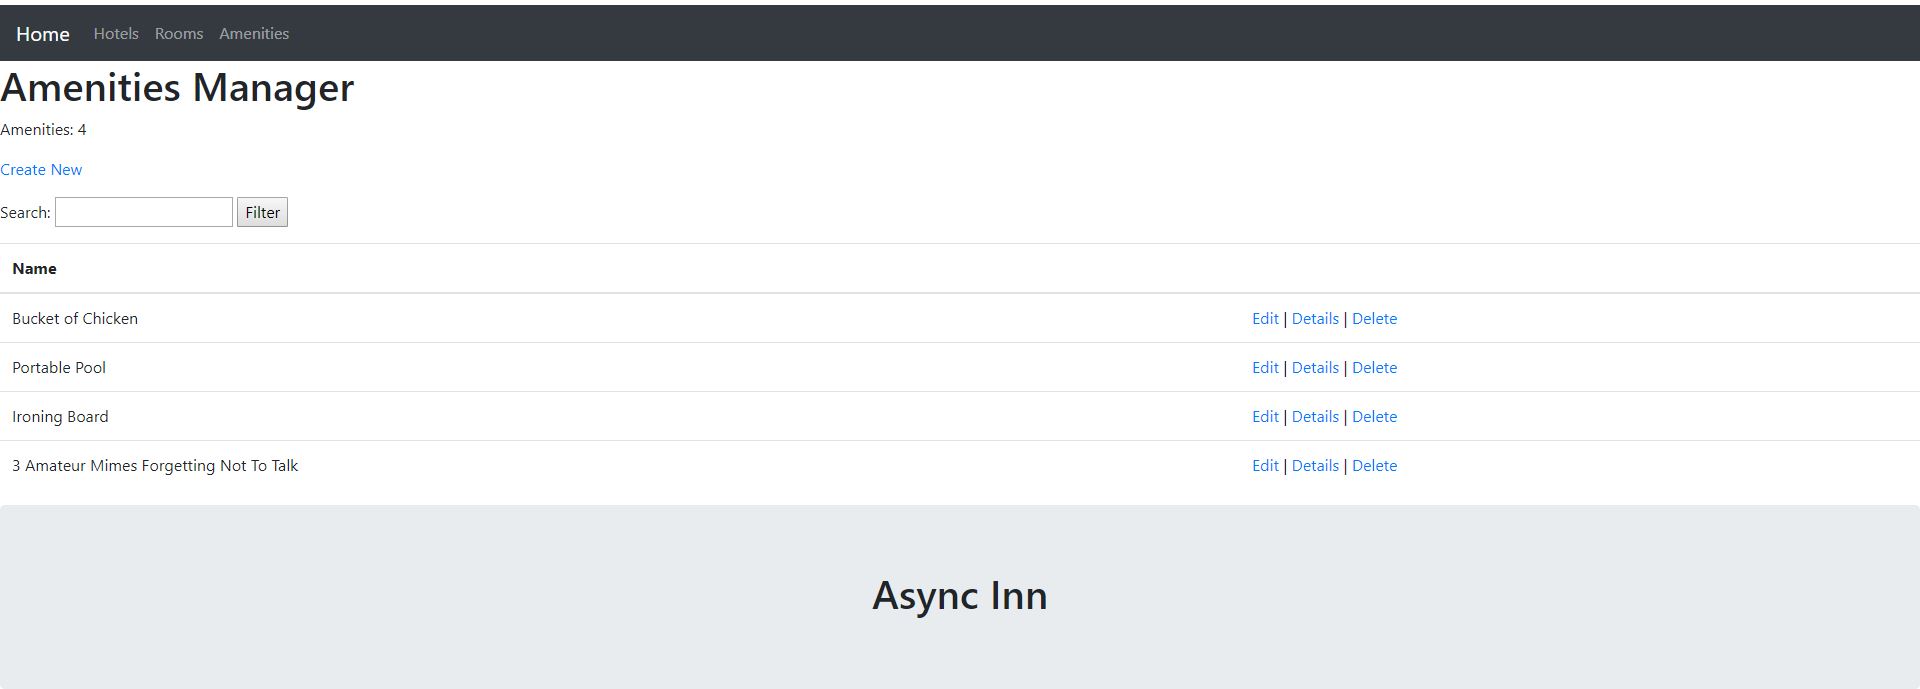 Home Hotels Rooms Amenities
Amenities Manager
Amenities: 4
Create New
Search: Filter
Name
Bucket of Chicken Edit | Details | Delete
Portable Pool Edit | Details | Delete
Ironing Board Edit | Details | Delete
3 Amateur Mimes Forgetting Not To Talk Edit | Details | Delete
Async Inn